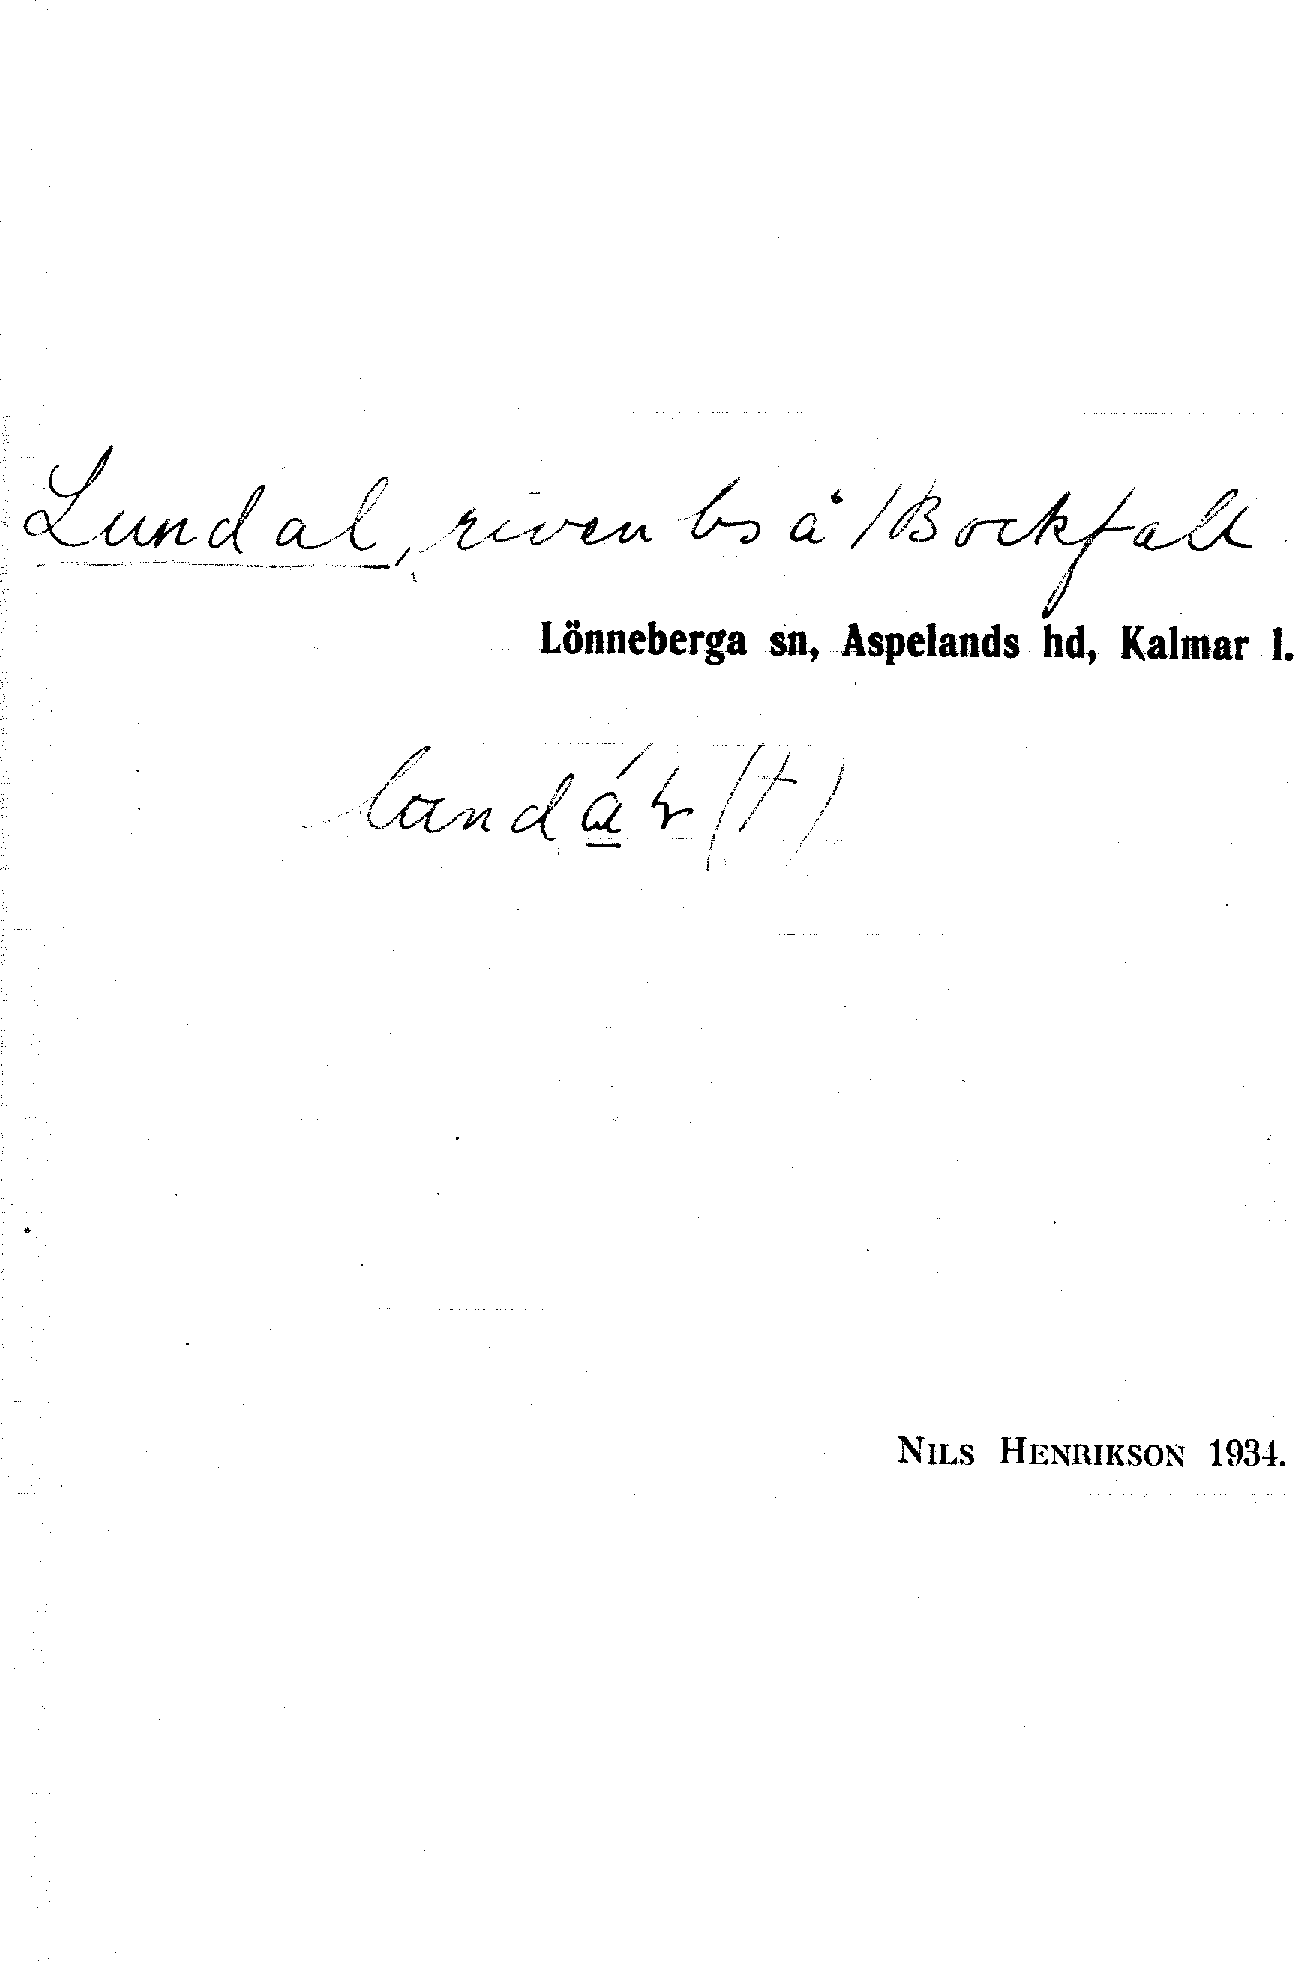 Lundal, riven bs å /Bockfall
Lönneberga sn, Aspelands hd, Kalmar l.
NILS HENRIKSON 1934.